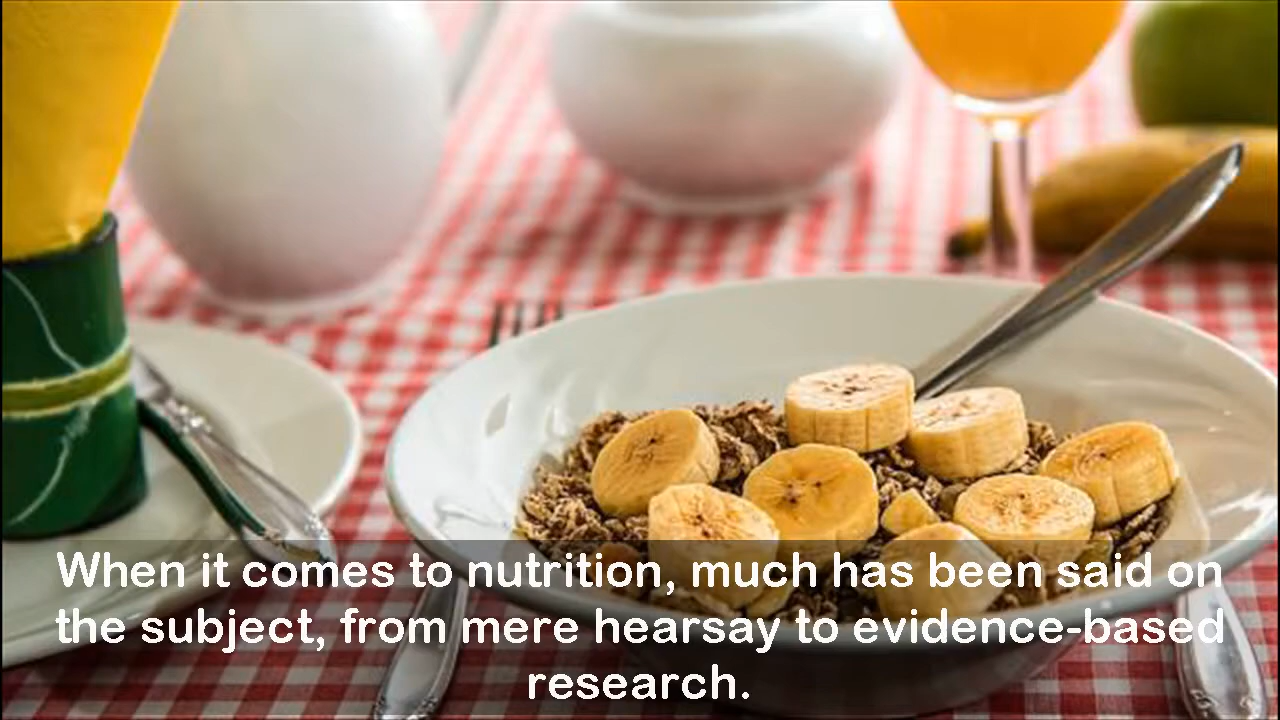 When it comes to nutrition, much has been said on
the subject, from mere hearsay to evidence-based
research.